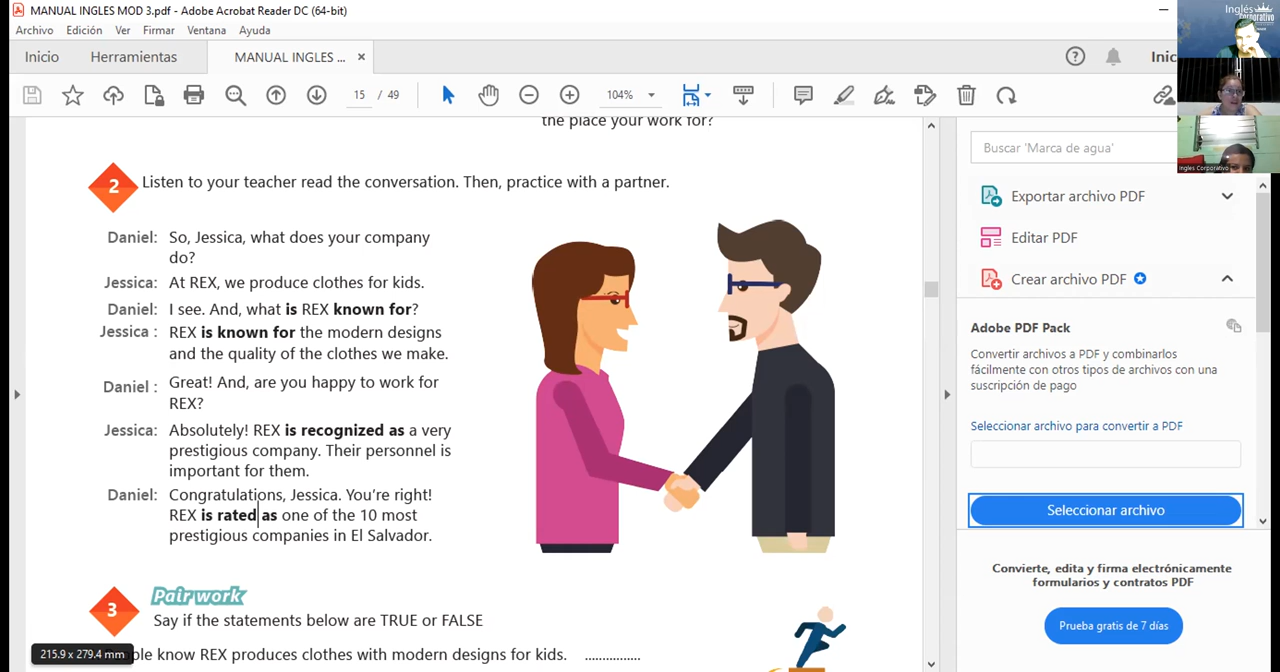 MANUAL INGLES MOD 3.pdf - Adobe Acrobat Reader DC (64-bit)
Archivo Edición Ver Firmar Ventana Ayuda
Inicio Herramientas MANUAL INGLES ... × Inic
15 / 49 104%
Inglés
Corporativo
Ingles Corporativo
the place your work for?
2 Listen to your teacher read the conversation. Then, practice with a partner.
Daniel: So, Jessica, what does your company
do?
Jessica: At REX, we produce clothes for kids.
Daniel: I see. And, what is REX known for?
Jessica : REX is known for the modern designs
and the quality of the clothes we make.
Daniel : Great! And, are you happy to work for
REX?
Jessica: Absolutely! REX is recognized as a very
prestigious company. Their personnel is
important for them.
Daniel: Congratulations, Jessica. You're right!
REX is rated as one of the 10 most
prestigious companies in El Salvador.
3 Pair work
Say if the statements below are TRUE or FALSE
ple know REX produces clothes with modern designs for kids. ...............
215.9 x 279.4 mm
Buscar 'Marca de agua'
Exportar archivo PDF
Editar PDF
Crear archivo PDF
Adobe PDF Pack
Convertir archivos a PDF y combinarlos
fácilmente con otros tipos de archivos con una
suscripción de pago
Seleccionar archivo para convertir a PDF
Seleccionar archivo
Convierte, edita y firma electrónicamente
formularios y contratos PDF
Prueba gratis de 7 días